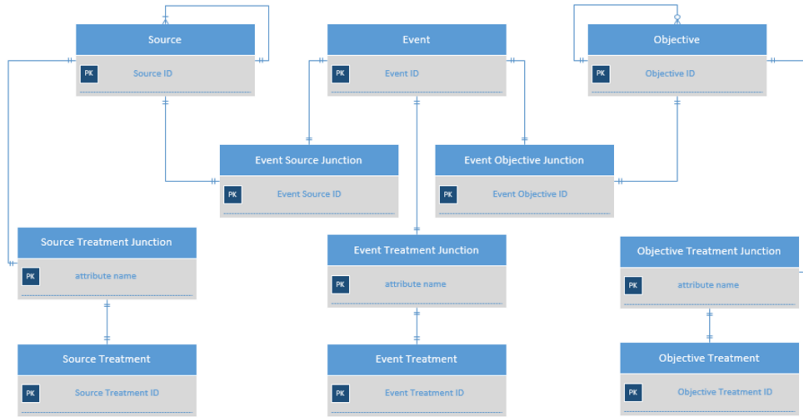 Source
PK Source ID
Event
PK Event ID
Objective
PK Objective ID
Event Source Junction
PK Event Source ID
Event Objective Junction
PK Event Objective ID
Source Treatment Junction
PK attribute name
Event Treatment Junction
PK attribute name
Objective Treatment Junction
PK attribute name
Source Treatment
PK Source Treatment ID
Event Treatment
PK Event Treatment ID
Objective Treatment
PK Objective Treatment ID